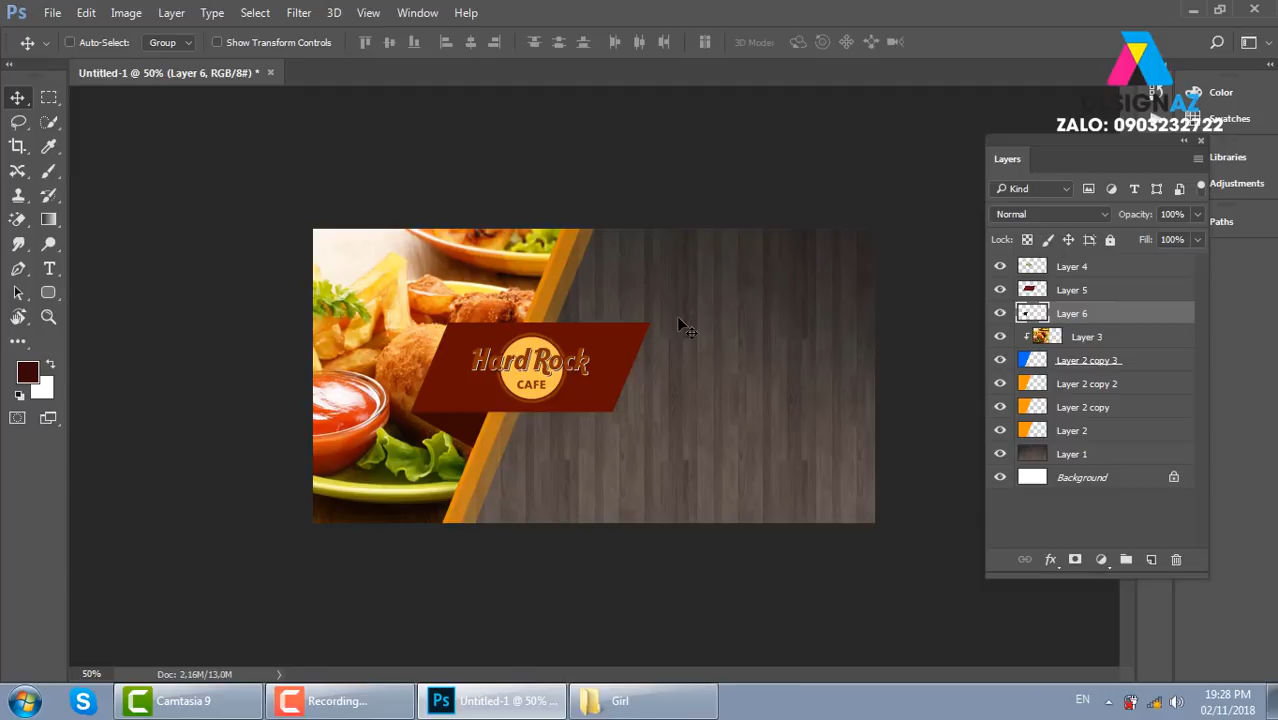 Ps File Edit Image Layer Type Select Filter 3D View Window Help
Auto-Select: Group Show Transform Controls 3D Mode:
Untitled-1 @ 50% (Layer 6, RGB/8#) * ×
DESIGNAZ
ZALO: 0903232722
Color
Swatches
Libraries
Adjustments
Paths
Layers
Kind
Normal Opacity: 100%
Lock: Fill: 100%
Layer 4
Layer 5
Layer 6
Layer 3
Layer 2 copy 3
Layer 2 copy 2
Layer 2 copy
Layer 2
Layer 1
Background
fx
Hard Rock
CAFE
50% Doc: 2,16M/13,0M
Camtasia 9 Recording... Ps Untitled-1 @ 50% ... Girl EN 19:28 PM
02/11/2018